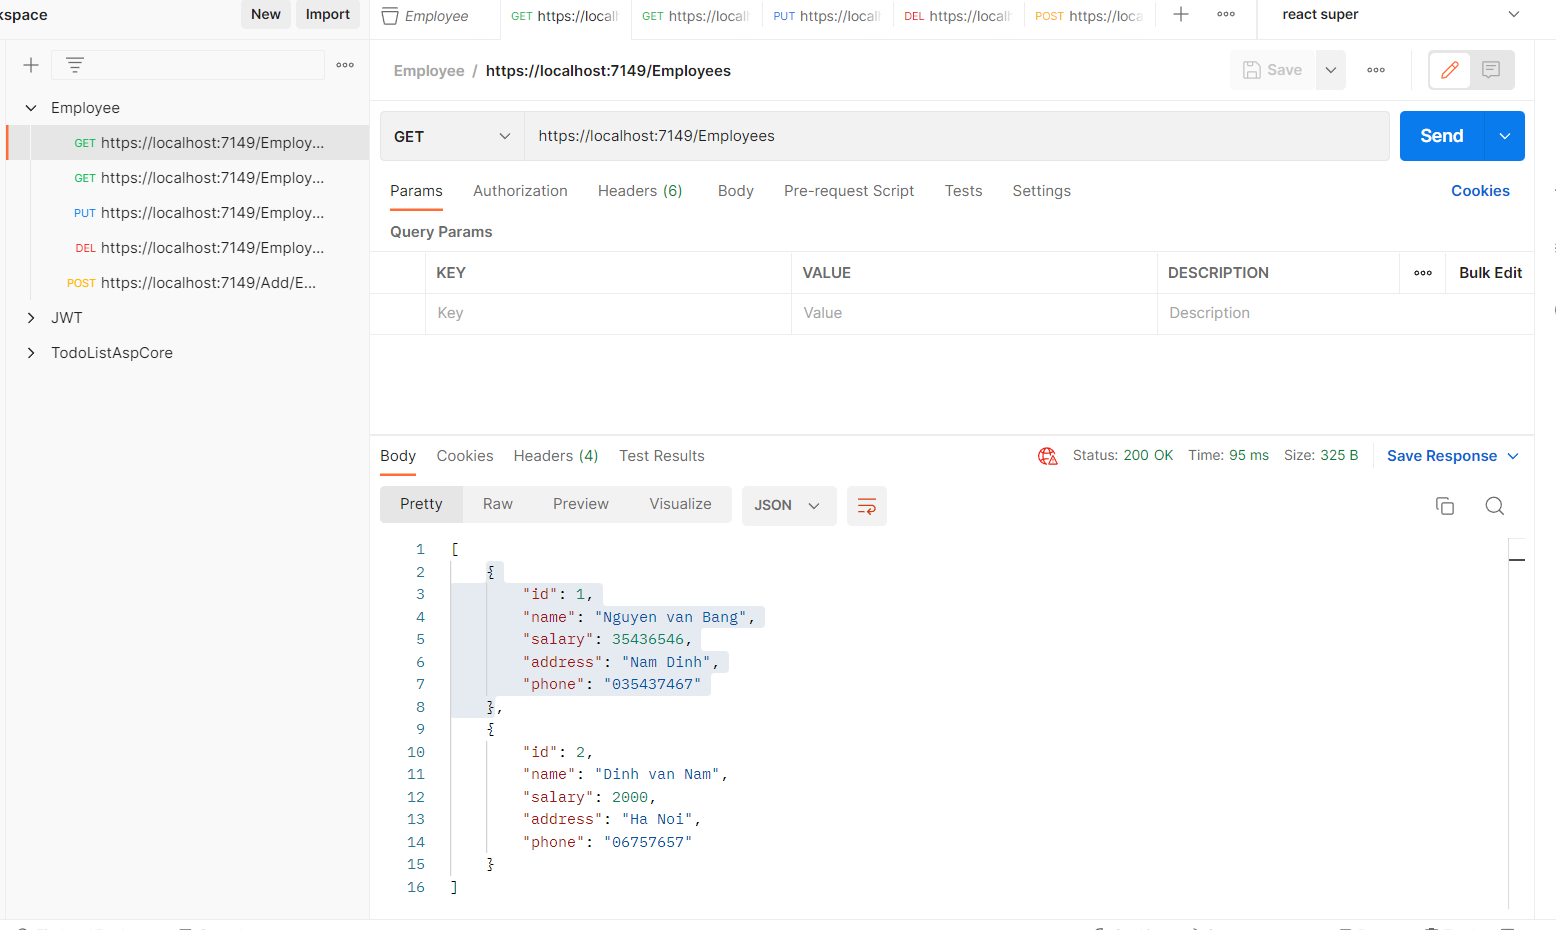 kspace
New
Import
Employee
GET https://local
GET https://local
PUT https://local
DEL https://local
POST https://loca
react super
Employee / https://localhost:7149/Employees
Save
Employee
GET https://localhost:7149/Employ...
GET https://localhost:7149/Employ...
PUT https://localhost:7149/Employ...
DEL https://localhost:7149/Employ...
POST https://localhost:7149/Add/E...
JWT
TodoListAspCore
GET
https://localhost:7149/Employees
Send
Params Authorization Headers (6) Body Pre-request Script Tests Settings
Cookies
Query Params
KEY VALUE DESCRIPTION Bulk Edit
Key Value Description
Body Cookies Headers (4) Test Results
Status: 200 OK Time: 95 ms Size: 325 B
Save Response
Pretty Raw Preview Visualize JSON
1 [
2 {
3 "id": 1,
4 "name": "Nguyen van Bang",
5 "salary": 35436546,
6 "address": "Nam Dinh",
7 "phone": "035437467"
8 },
9 {
10 "id": 2,
11 "name": "Dinh van Nam",
12 "salary": 2000,
13 "address": "Ha Noi",
14 "phone": "06757657"
15 }
16 ]